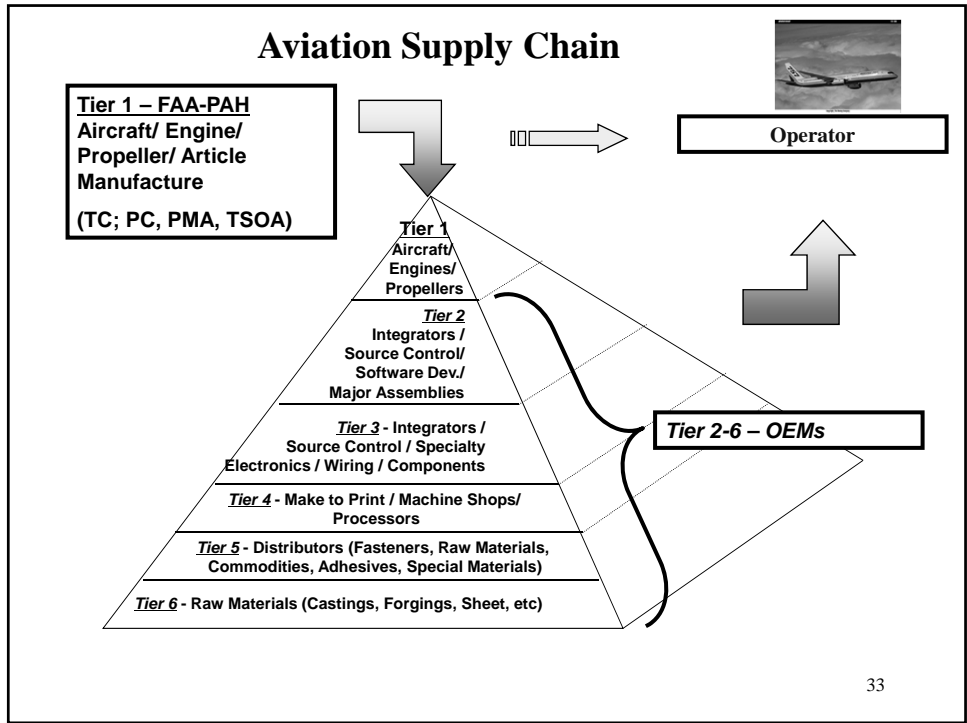 Aviation Supply Chain
Tier 1 – FAA-PAH
Aircraft/ Engine/
Propeller/ Article
Manufacture
(TC; PC, PMA, TSOA)
Operator
Tier 1
Aircraft/
Engines/
Propellers
Tier 2
Integrators /
Source Control/
Software Dev./
Major Assemblies
Tier 3 - Integrators /
Source Control / Specialty
Electronics / Wiring / Components
Tier 2-6 – OEMs
Tier 4 - Make to Print / Machine Shops/
Processors
Tier 5 - Distributors (Fasteners, Raw Materials,
Commodities, Adhesives, Special Materials)
Tier 6 - Raw Materials (Castings, Forgings, Sheet, etc)
33